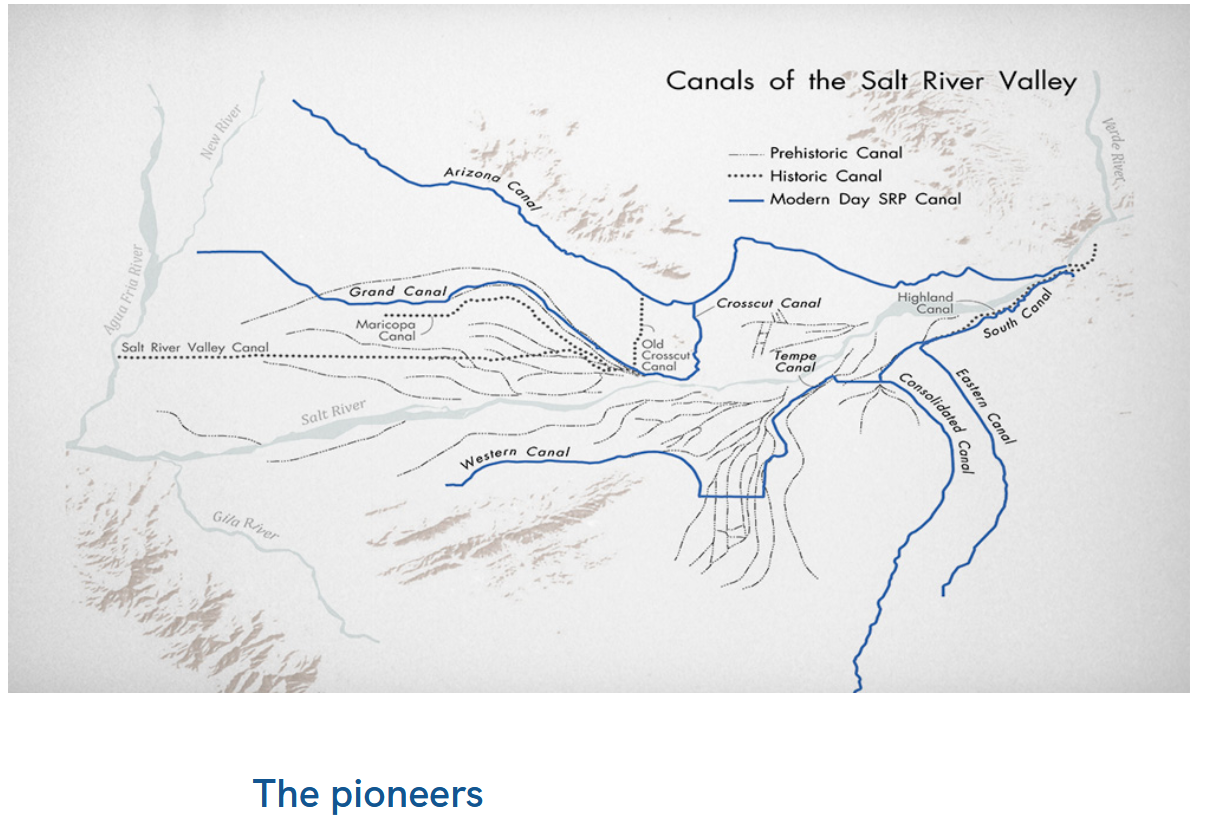 Canals of the Salt River Valley
Prehistoric Canal
Historic Canal
Modern Day SRP Canal
New River
Verde River
Arizona Canal
Agua Fria River
Grand Canal
Crosscut Canal
Highland
Canal
South Canal
Maricopa
Canal
Salt River Valley Canal
Old
Crosscut
Canal
Tempe
Canal
Consolidated Canal
Eastern Canal
Salt River
Western Canal
Gila River
The pioneers